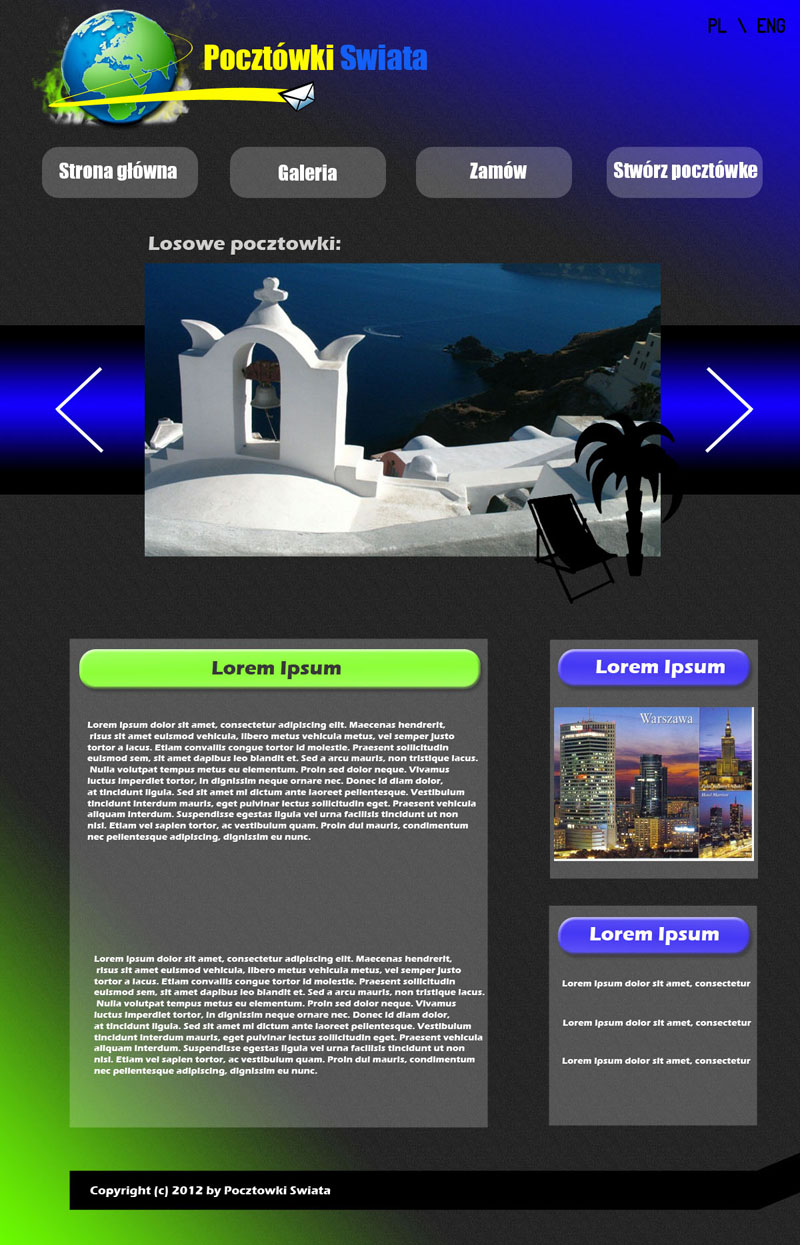 PL \ ENG
Pocztówki Swiata
Strona główna
Galeria
Zamów
Stwórz pocztówke
Losowe pocztowki:
Lorem Ipsum
Lorem ipsum dolor sit amet, consectetur adipiscing elit. Maecenas hendrerit,
risus sit amet euismod vehicula, libero metus vehicula metus, vel semper justo
tortor a lacus. Etiam convallis congue tortor id molestie. Praesent sollicitudin
euismod sem, sit amet dapibus leo blandit et. Sed a arcu mauris, non tristique lacus.
Nulla volutpat tempus metus eu elementum. Proin sed dolor neque. Vivamus
luctus imperdiet tortor, in dignissim neque ornare nec. Donec id diam dolor,
at tincidunt ligula. Sed sit amet mi dictum ante laoreet pellentesque. Vestibulum
tincidunt interdum mauris, eget pulvinar lectus sollicitudin eget. Praesent vehicula
aliquam interdum. Suspendisse egestas ligula vel urna facilisis tincidunt ut non
nisl. Etiam vel sapien tortor, ac vestibulum quam. Proin dui mauris, condimentum
nec pellentesque adipiscing, dignissim eu nunc.
Lorem ipsum dolor sit amet, consectetur adipiscing elit. Maecenas hendrerit,
risus sit amet euismod vehicula, libero metus vehicula metus, vel semper justo
tortor a lacus. Etiam convallis congue tortor id molestie. Praesent sollicitudin
euismod sem, sit amet dapibus leo blandit et. Sed a arcu mauris, non tristique lacus.
Nulla volutpat tempus metus eu elementum. Proin sed dolor neque. Vivamus
luctus imperdiet tortor, in dignissim neque ornare nec. Donec id diam dolor,
at tincidunt ligula. Sed sit amet mi dictum ante laoreet pellentesque. Vestibulum
tincidunt interdum mauris, eget pulvinar lectus sollicitudin eget. Praesent vehicula
aliquam interdum. Suspendisse egestas ligula vel urna facilisis tincidunt ut non
nisl. Etiam vel sapien tortor, ac vestibulum quam. Proin dui mauris, condimentum
nec pellentesque adipiscing, dignissim eu nunc.
Lorem Ipsum
Warszawa
Lorem Ipsum
Lorem ipsum dolor sit amet, consectetur
Lorem ipsum dolor sit amet, consectetur
Lorem ipsum dolor sit amet, consectetur
Copyright (c) 2012 by Pocztowki Swiata